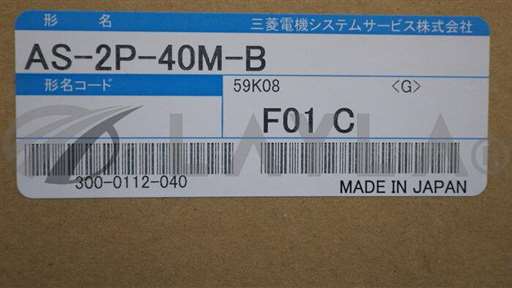 形 名 三菱電機システムサービス株式会社
AS-2P-40M-B
形名コード 59K08 <G>
F01 C
LAYLA®
300-0112-040
MADE IN JAPAN